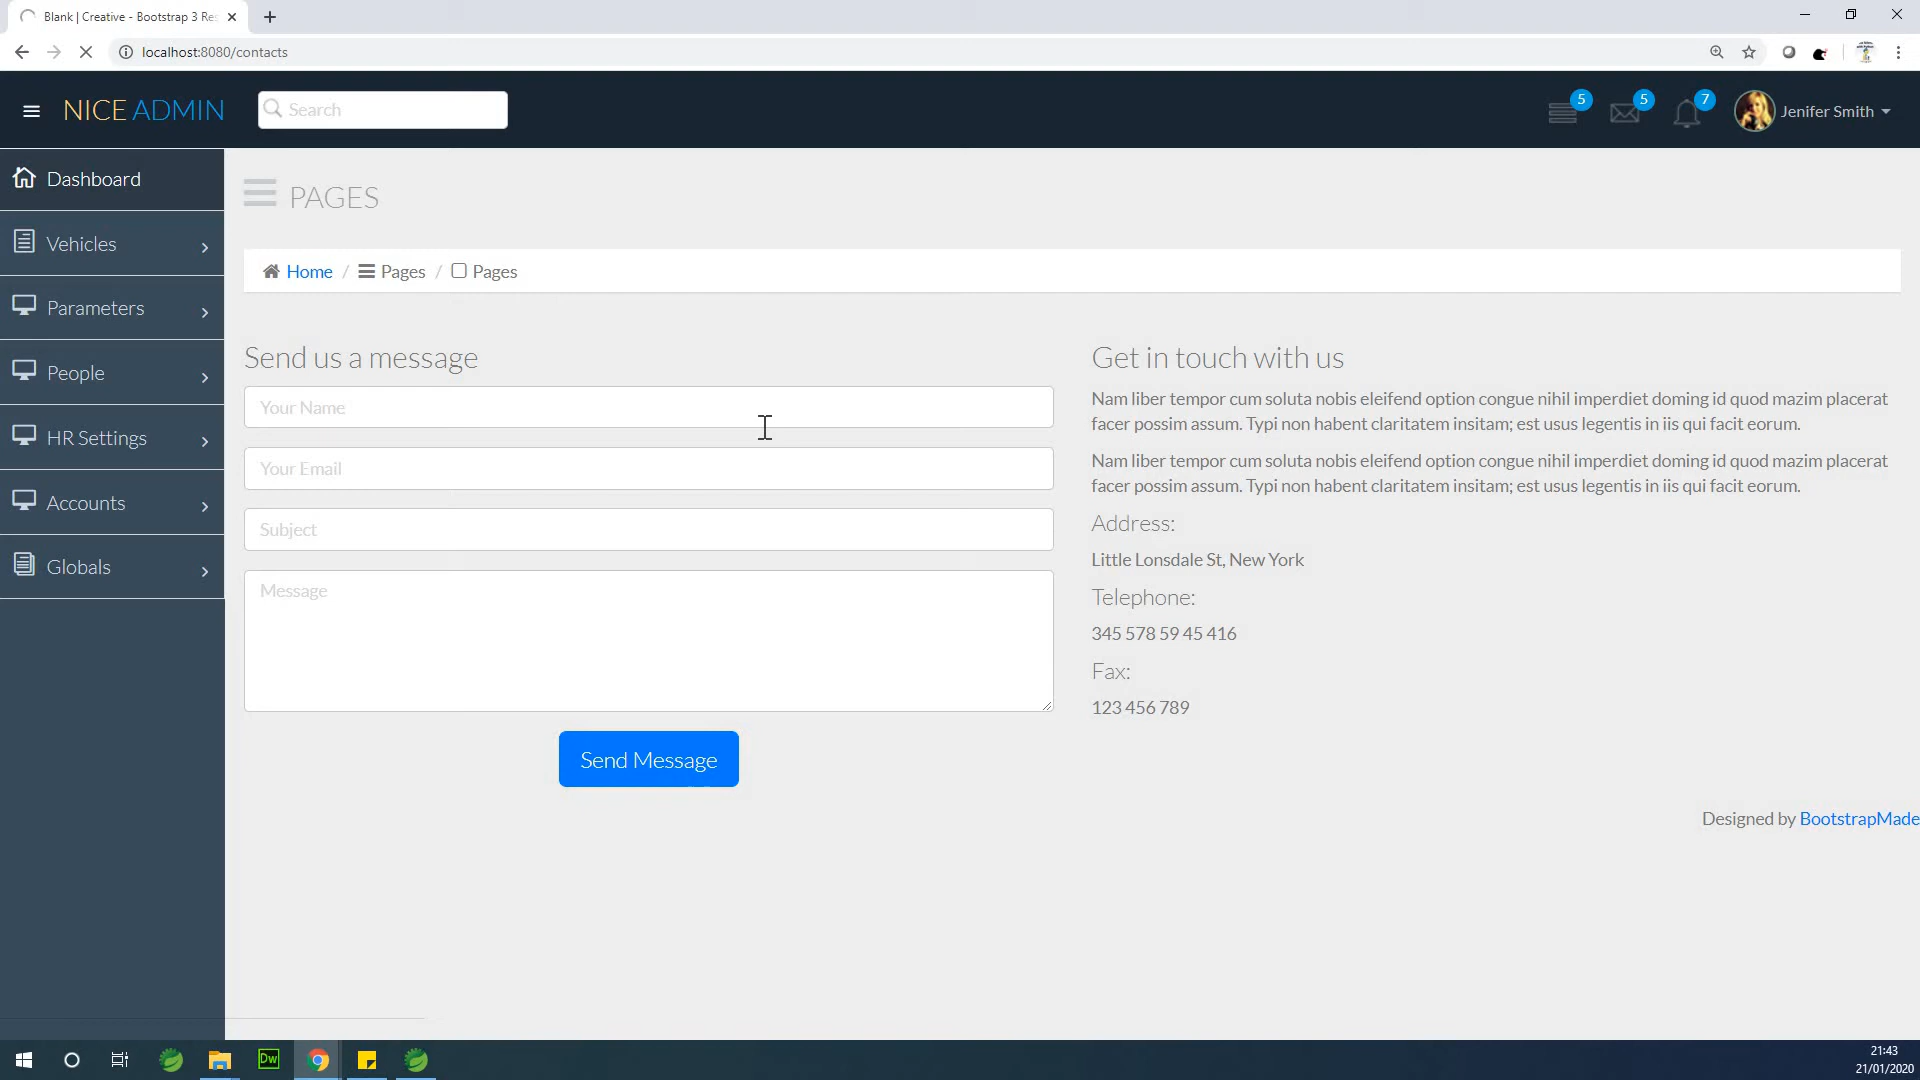 Blank | Creative - Bootstrap 3 Res
localhost:8080/contacts
NICE ADMIN
Search
5
5
7
Jenifer Smith
Dashboard
Vehicles
Parameters
People
HR Settings
Accounts
Globals
PAGES
Home / Pages / Pages
Send us a message
Your Name
Your Email
Subject
Message
Send Message
Get in touch with us
Nam liber tempor cum soluta nobis eleifend option congue nihil imperdiet doming id quod mazim placerat
facer possim assum. Typi non habent claritatem insitam; est usus legentis in iis qui facit eorum.
Nam liber tempor cum soluta nobis eleifend option congue nihil imperdiet doming id quod mazim placerat
facer possim assum. Typi non habent claritatem insitam; est usus legentis in iis qui facit eorum.
Address:
Little Lonsdale St, New York
Telephone:
345 578 59 45 416
Fax:
123 456 789
Designed by BootstrapMade
Dw
21:43
21/01/2020